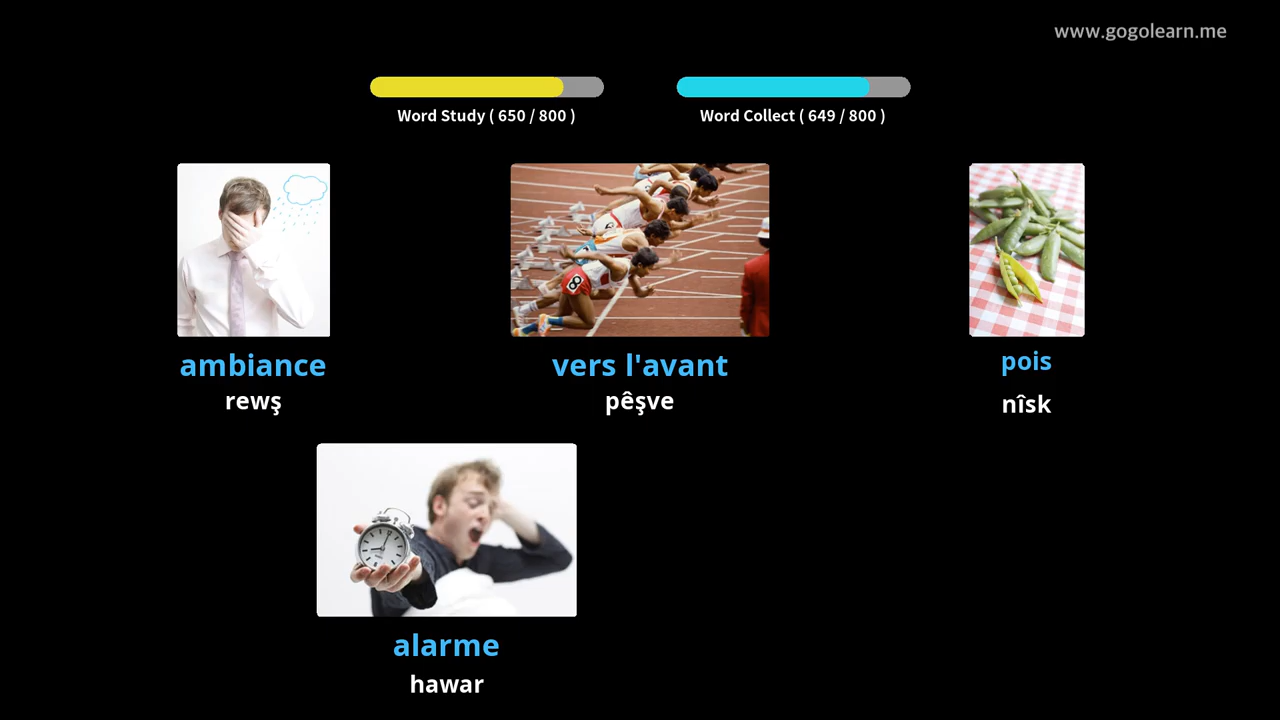 www.gogolearn.me
Word Study ( 650 / 800 )
Word Collect ( 649 / 800 )
ambiance
rewş
vers l'avant
pêşve
pois
nîsk
alarme
hawar